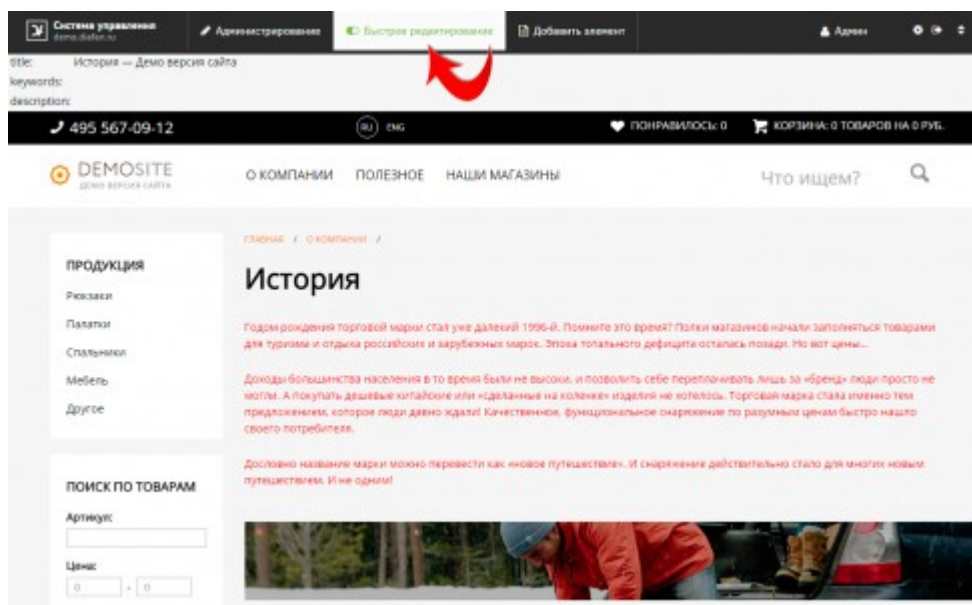 Система управления
demo.diafan.ru
Администрирование
Быстрое редактирование
Добавить элемент
Админ
title: История — Демо версия сайта
keywords:
description:
495 567-09-12
RU ENG
ПОНРАВИЛОСЬ: 0
КОРЗИНА: 0 ТОВАРОВ НА 0 РУБ.
DEMOSITE
ДЕМО ВЕРСИЯ САЙТА
О КОМПАНИИ ПОЛЕЗНОЕ НАШИ МАГАЗИНЫ
Что ищем?
ПРОДУКЦИЯ
Рюкзаки
Палатки
Спальники
Мебель
Другое
ПОИСК ПО ТОВАРАМ
Артикул:
Цена:
0 - 0
ГЛАВНАЯ / О КОМПАНИИ /
История
Годом рождения торговой марки стал уже далекий 1996-й. Помните это время? Полки магазинов начали заполняться товарами
для туризма и отдыха российских и зарубежных марок. Эпоха тотального дефицита осталась позади. Но вот цены...
Доходы большинства населения в то время были не высоки, и позволить себе переплачивать лишь за «бренд» люди просто не
могли. А покупать дешевые китайские или «сделанные на коленке» изделия не хотелось. Торговая марка стала именно тем
предложением, которое люди давно ждали! Качественное, функциональное снаряжение по разумным ценам быстро нашло
своего потребителя.
Дословно название марки можно перевести как «новое путешествие». И снаряжение действительно стало для многих новым
путешествием. И не одним!